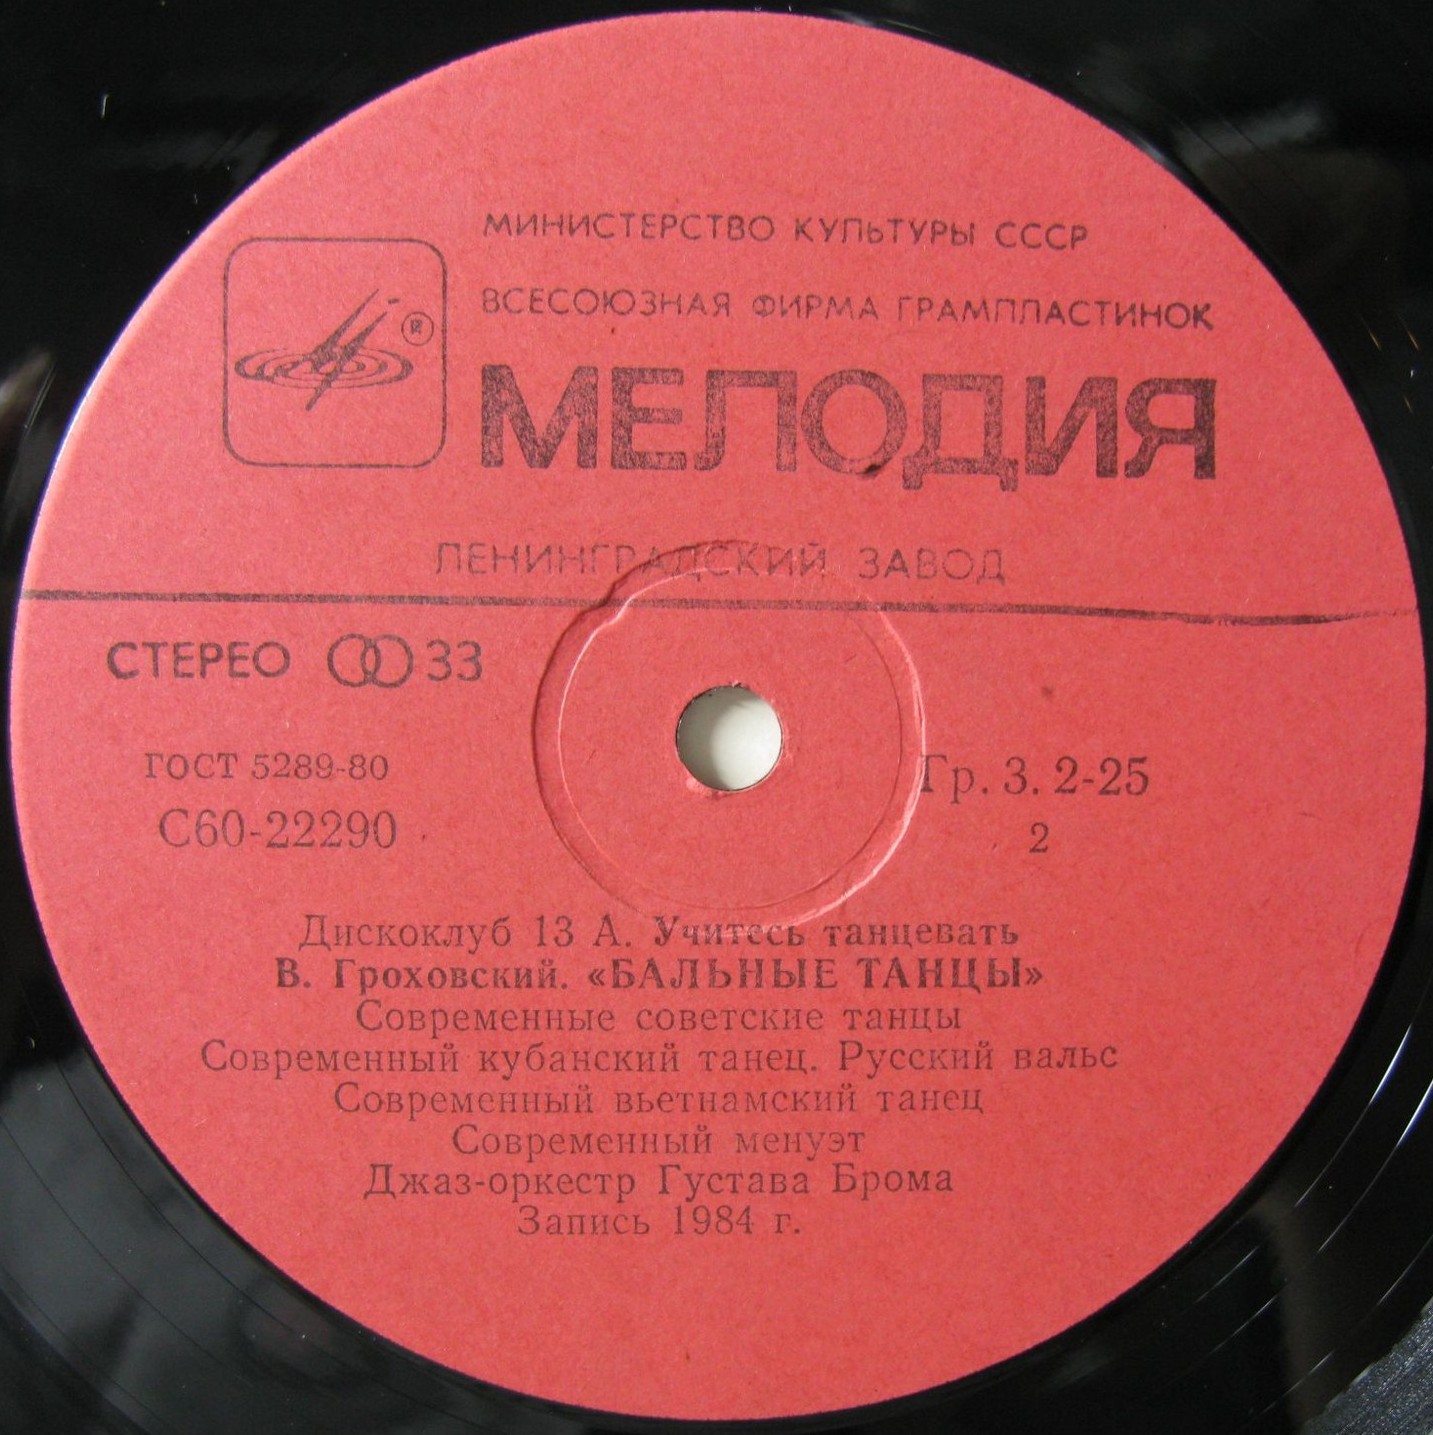 МИНИСТЕРСТВО КУЛЬТУРЫ СССР
ВСЕСОЮЗНАЯ ФИРМА ГРАМПЛАСТИНОК
®
МЕЛОДИЯ
ЛЕНИНГРАДСКИЙ ЗАВОД
СТЕРЕО 33
ГОСТ 5289-80
С60-22290
Гр. 3. 2-25
2
Дискоклуб 13 А. Учитесь танцевать
В. Гроховский. «БАЛЬНЫЕ ТАНЦЫ»
Современные советские танцы
Современный кубанский танец. Русский вальс
Современный вьетнамский танец
Современный менуэт
Джаз-оркестр Густава Брома
Запись 1984 г.